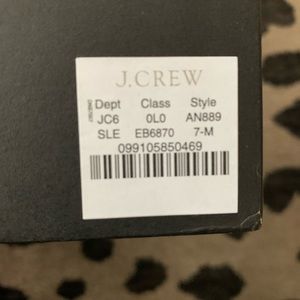 J.CREW
Dept Class Style
JC6 0L0 AN889
SLE EB6870 7-M
099105850469